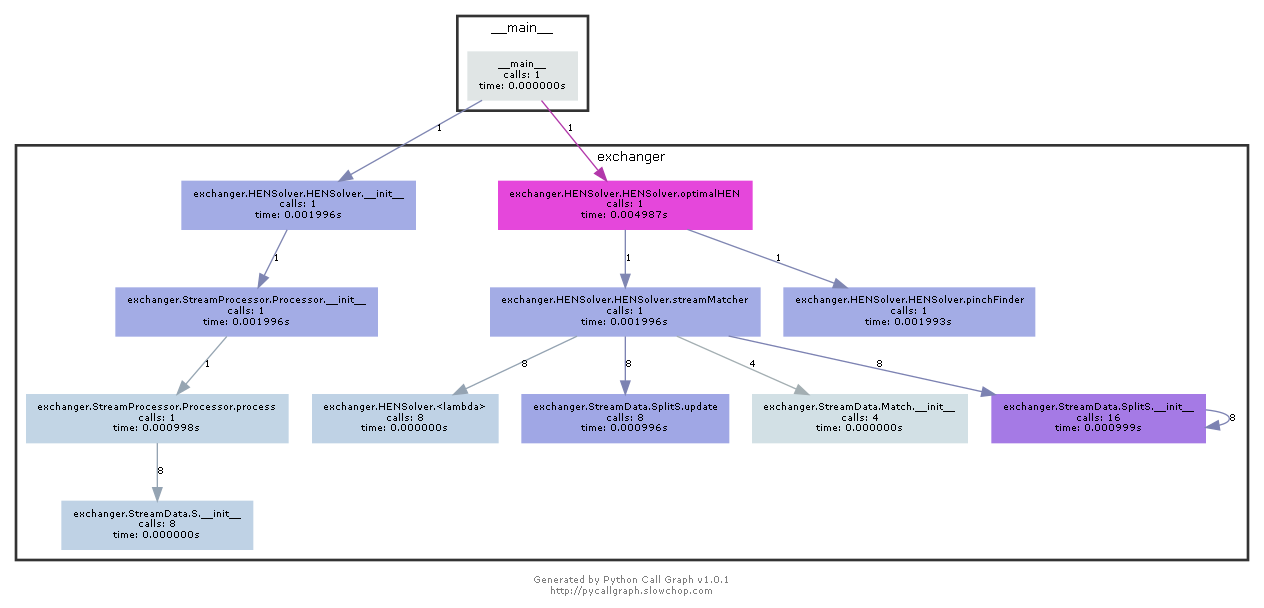 __main__
__main__
calls: 1
time: 0.000000s
1
1
exchanger
exchanger.HENSolver.HENSolver.__init__
calls: 1
time: 0.001996s
exchanger.HENSolver.HENSolver.optimalHEN
calls: 1
time: 0.004987s
1
1
1
exchanger.StreamProcessor.Processor.__init__
calls: 1
time: 0.001996s
exchanger.HENSolver.HENSolver.streamMatcher
calls: 1
time: 0.001996s
exchanger.HENSolver.HENSolver.pinchFinder
calls: 1
time: 0.001993s
1
8
8
4
8
exchanger.StreamProcessor.Processor.process
calls: 1
time: 0.000998s
exchanger.HENSolver.<lambda>
calls: 8
time: 0.000000s
exchanger.StreamData.SplitS.update
calls: 8
time: 0.000996s
exchanger.StreamData.Match.__init__
calls: 4
time: 0.000000s
exchanger.StreamData.SplitS.__init__
calls: 16
time: 0.000999s
8
8
exchanger.StreamData.S.__init__
calls: 8
time: 0.000000s
Generated by Python Call Graph v1.0.1
http://pycallgraph.slowchop.com